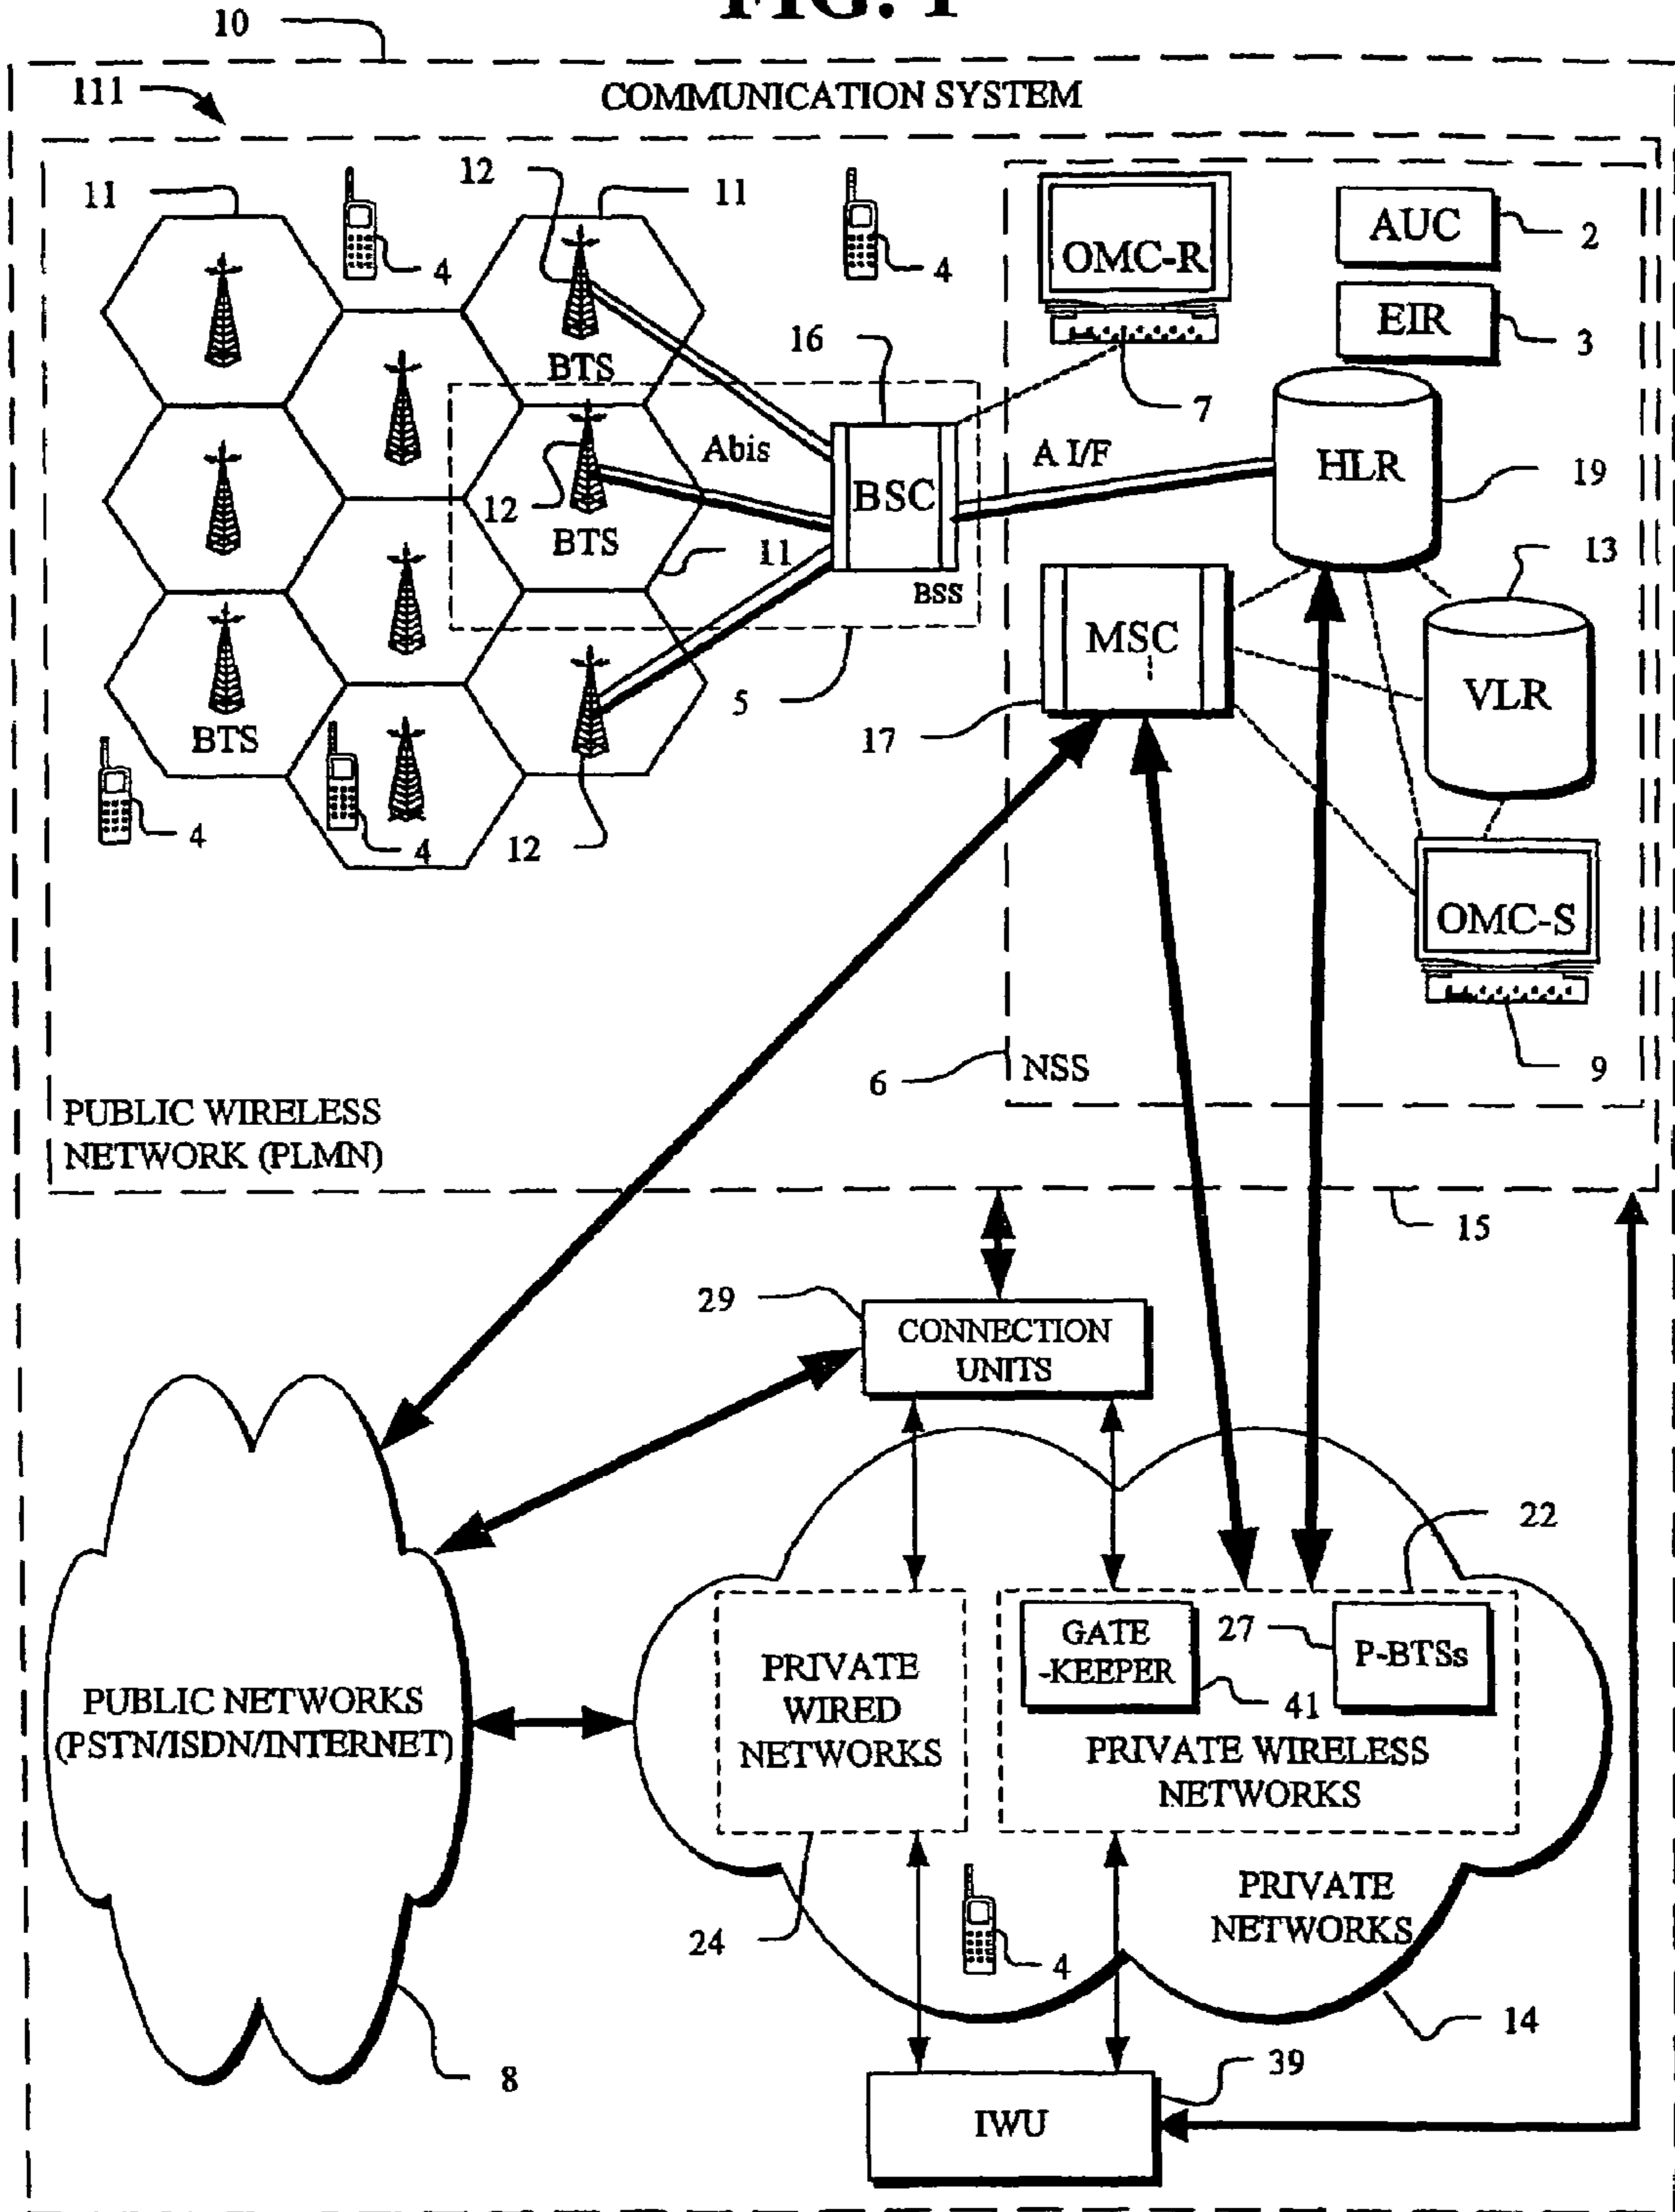 FIG. 1
10
111
COMMUNICATION SYSTEM
11
12
11
4
4
OMC-R
AUC
2
EIR
3
BTS
16
7
Abis
A I/F
BSC
HLR
19
12
BTS
11
BSS
13
MSC
VLR
5
17
BTS
4
4
12
OMC-S
9
6
NSS
PUBLIC WIRELESS
NETWORK (PLMN)
15
29
CONNECTION
UNITS
22
GATE
-KEEPER
27
P-BTSs
41
PRIVATE
WIRED
NETWORKS
PRIVATE WIRELESS
NETWORKS
PUBLIC NETWORKS
(PSTN/ISDN/INTERNET)
24
4
PRIVATE
NETWORKS
14
8
39
IWU